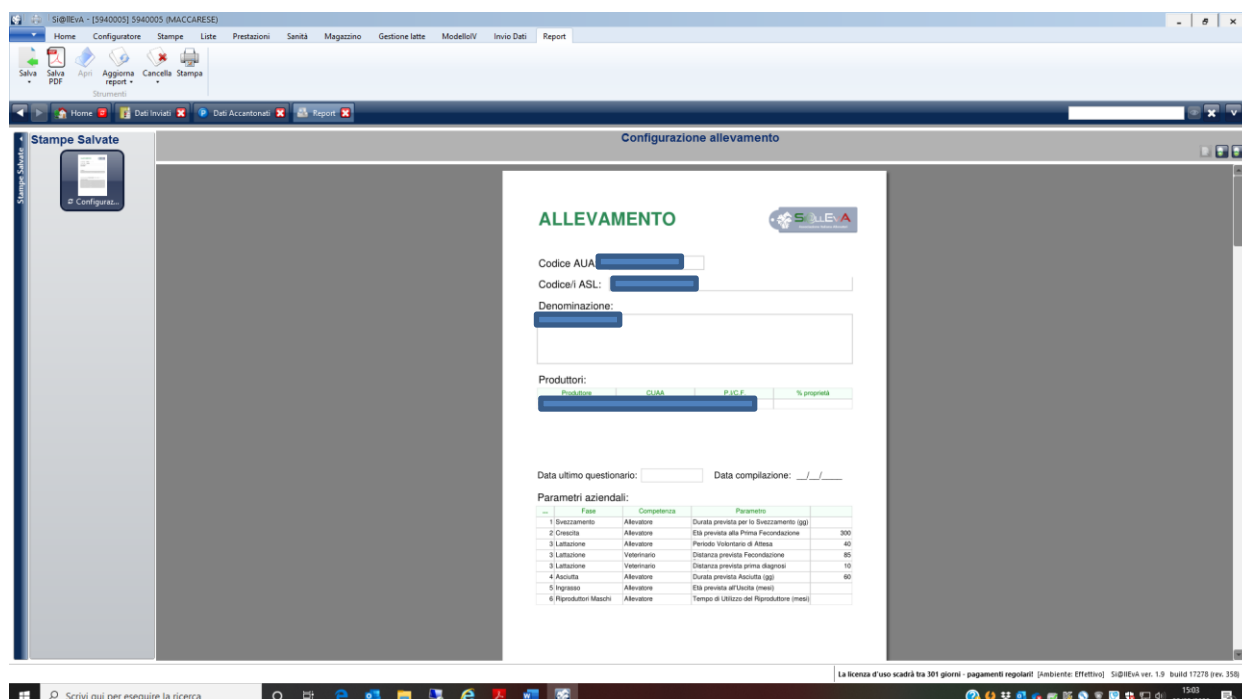 Si@llEvA - [5940005] 5940005 (MACCARESE)
Home Configuratore Stampe Liste Prestazioni Sanità Magazzino Gestione latte ModelloIV Invio Dati Report
Salva Salva PDF Apri Aggiorna report Cancella Stampa
Strumenti
Home Dati Inviati Dati Accantonati Report
Stampe Salvate
Stampe Salvate
Configuraz...
Configurazione allevamento
ALLEVAMENTO
Si@llEvA
Codice AUA
Codice/i ASL:
Denominazione:
Produttori:
Produttore CUAA P.I/C.F. % proprietà
Data ultimo questionario: Data compilazione: __/__/____
Parametri aziendali:
... Fase Competenza Parametro
1 Svezzamento Allevatore Durata prevista per lo Svezzamento (gg)
2 Crescita Allevatore Età prevista alla Prima Fecondazione 300
3 Lattazione Allevatore Periodo Volontario di Attesa 40
3 Lattazione Veterinario Distanza prevista Fecondazione 85
3 Lattazione Veterinario Distanza prevista prima diagnosi 10
4 Asciutta Allevatore Durata prevista Asciutta (gg) 60
5 Ingrasso Allevatore Età prevista all'Uscita (mesi)
6 Riproduttori Maschi Allevatore Tempo di Utilizzo del Riproduttore (mesi)
La licenza d'uso scadrà tra 301 giorni - pagamenti regolari! [Ambiente: Effettivo] Si@llEvA ver. 1.9 build 17278 (rev. 358)
Scrivi qui per eseguire la ricerca
15:03